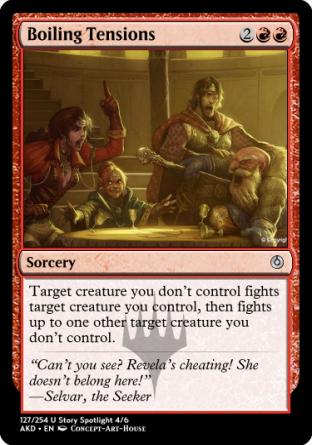 Boiling Tensions 2
Sorcery
Target creature you don't control fights
target creature you control, then fights
up to one other target creature you
don't control.
"Can't you see? Revela's cheating! She
doesn't belong here!"
—Selvar, the Seeker
127/254 U Story Spotlight 4/6
AKD • EN Concept-Art-House